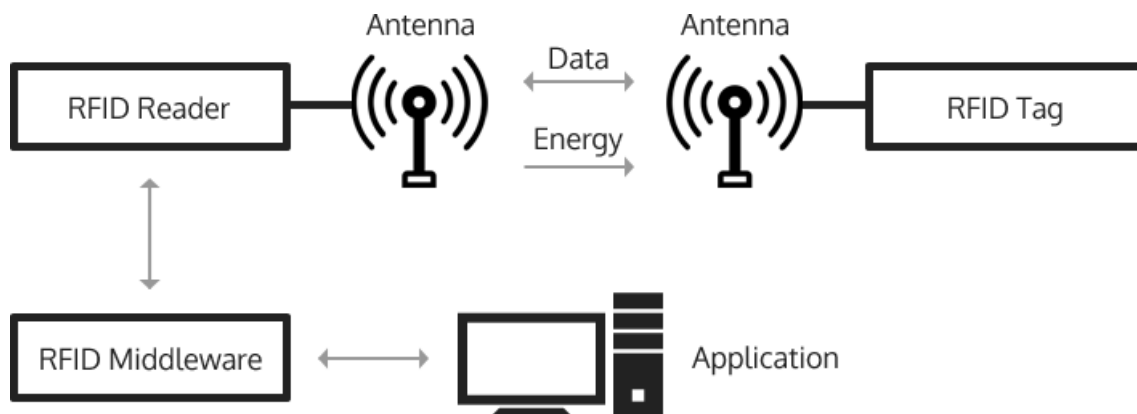 Antenna
Antenna
RFID Reader
Data
Energy
RFID Tag
RFID Middleware
Application